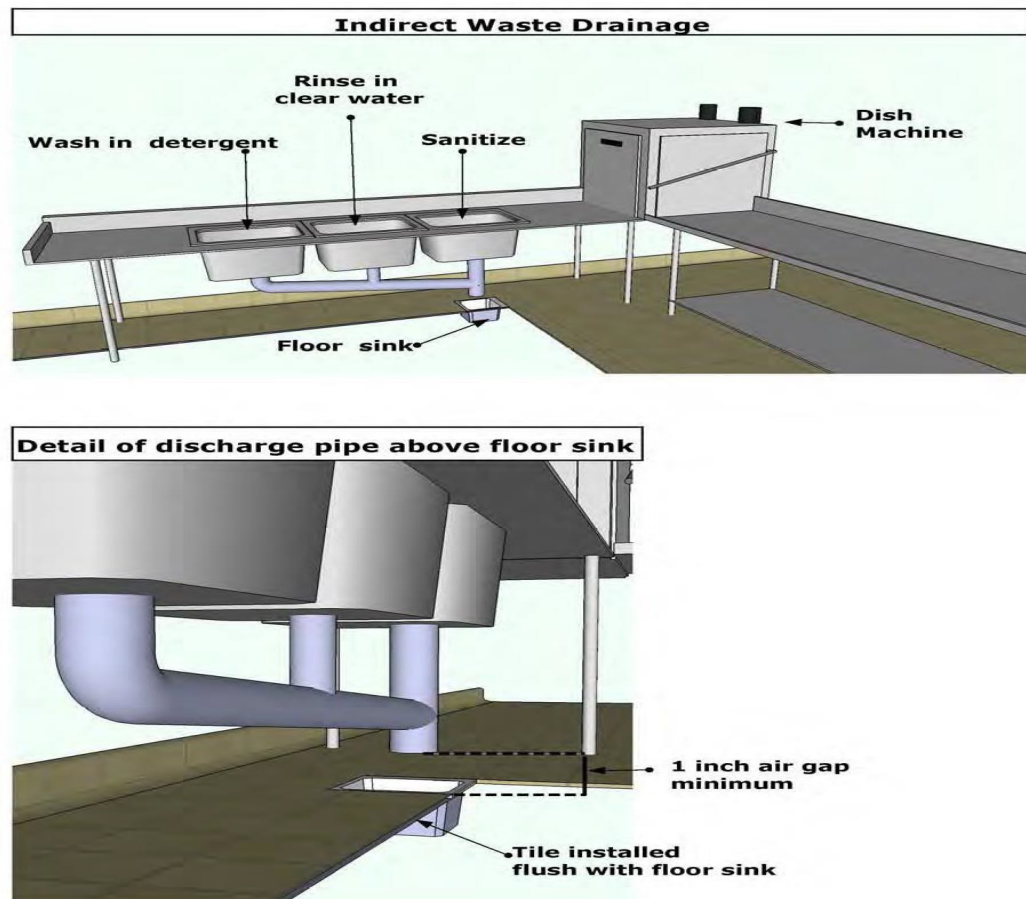 Indirect Waste Drainage
Rinse in
clear water
Dish
Machine
Wash in detergent
Sanitize
Floor sink
Detail of discharge pipe above floor sink
1 inch air gap
minimum
Tile installed
flush with floor sink